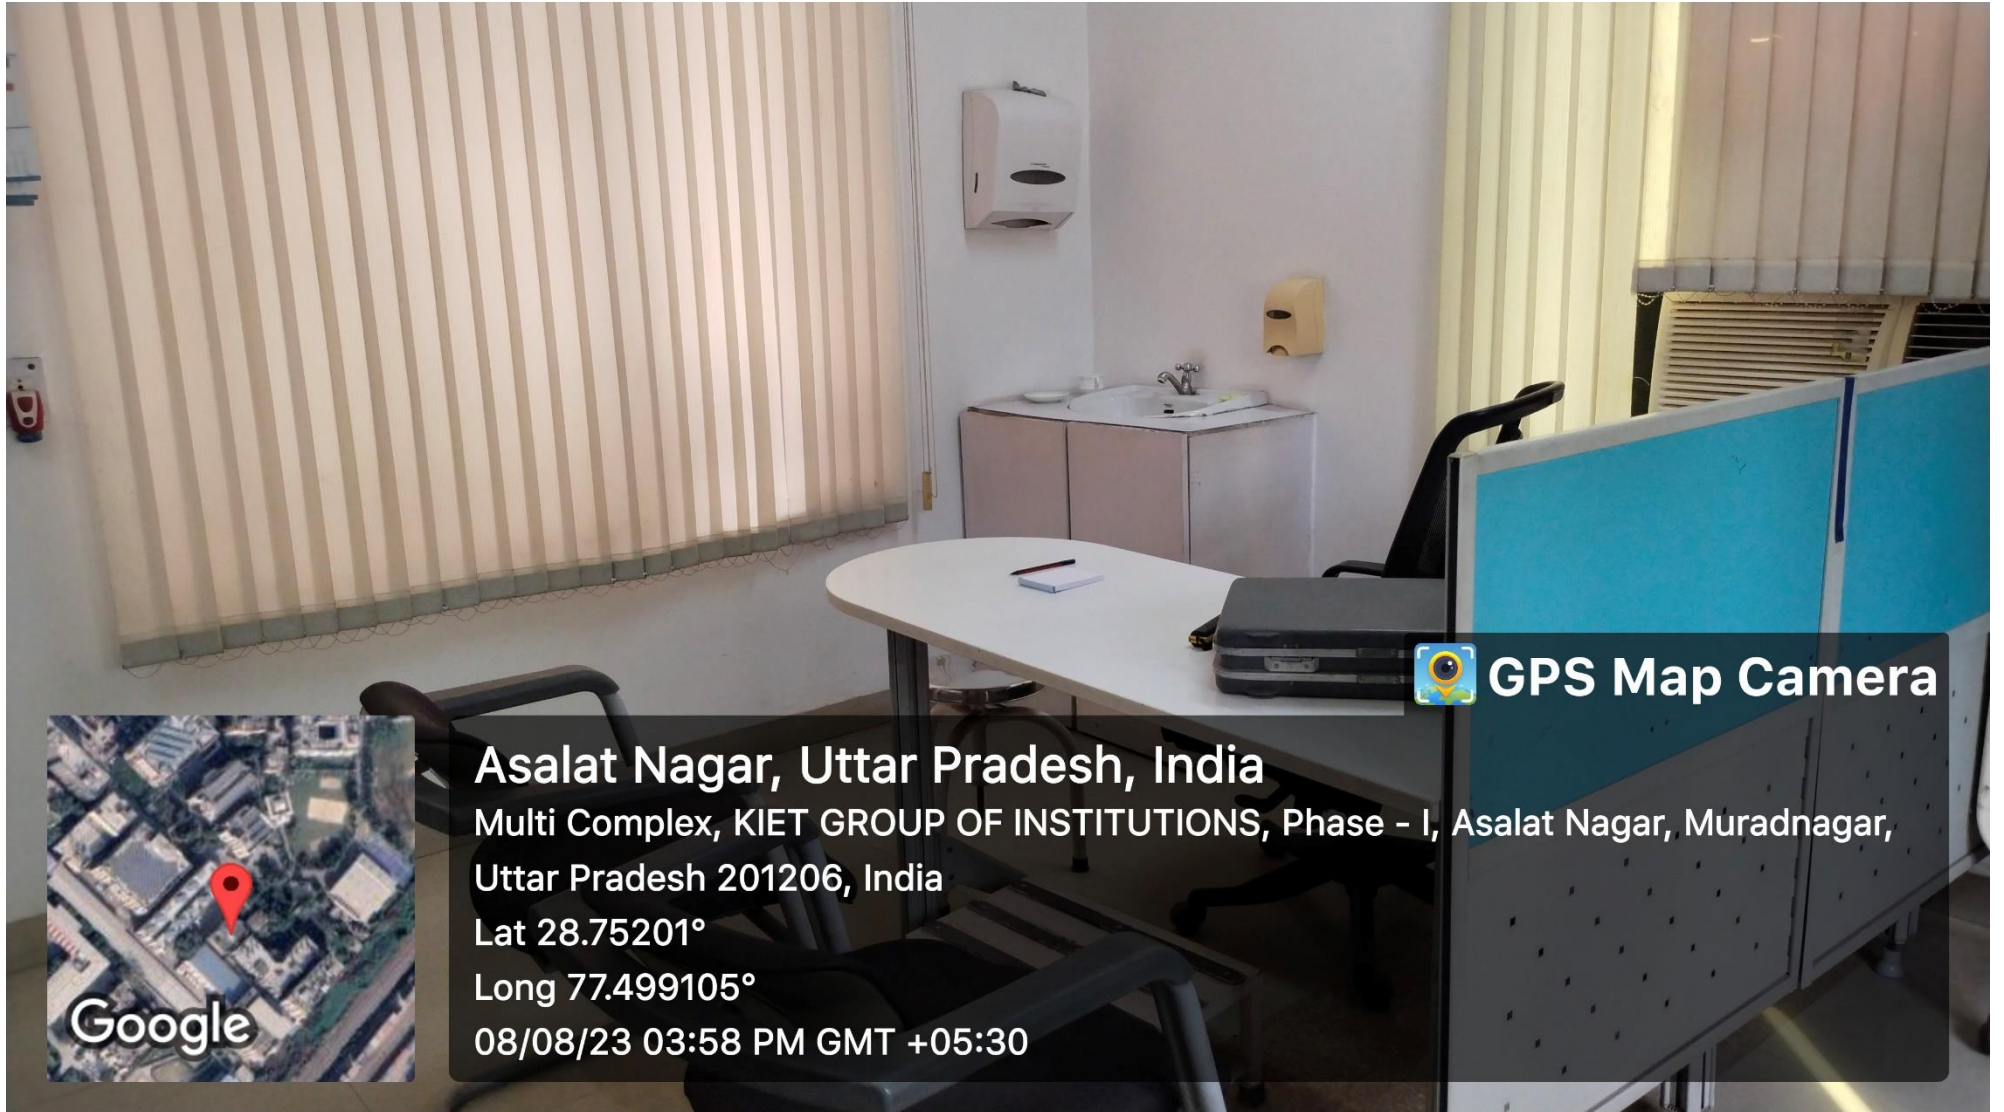 GPS Map Camera
Asalat Nagar, Uttar Pradesh, India
Multi Complex, KIET GROUP OF INSTITUTIONS, Phase - I, Asalat Nagar, Muradnagar,
Uttar Pradesh 201206, India
Lat 28.75201°
Long 77.499105°
08/08/23 03:58 PM GMT +05:30
Google